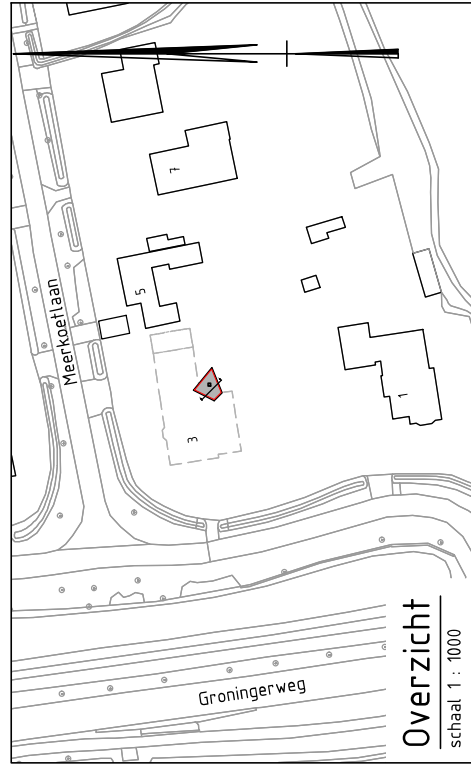 Meerkoetlaan
7
5
3
1
Groningerweg
Overzicht
schaal 1 : 1000